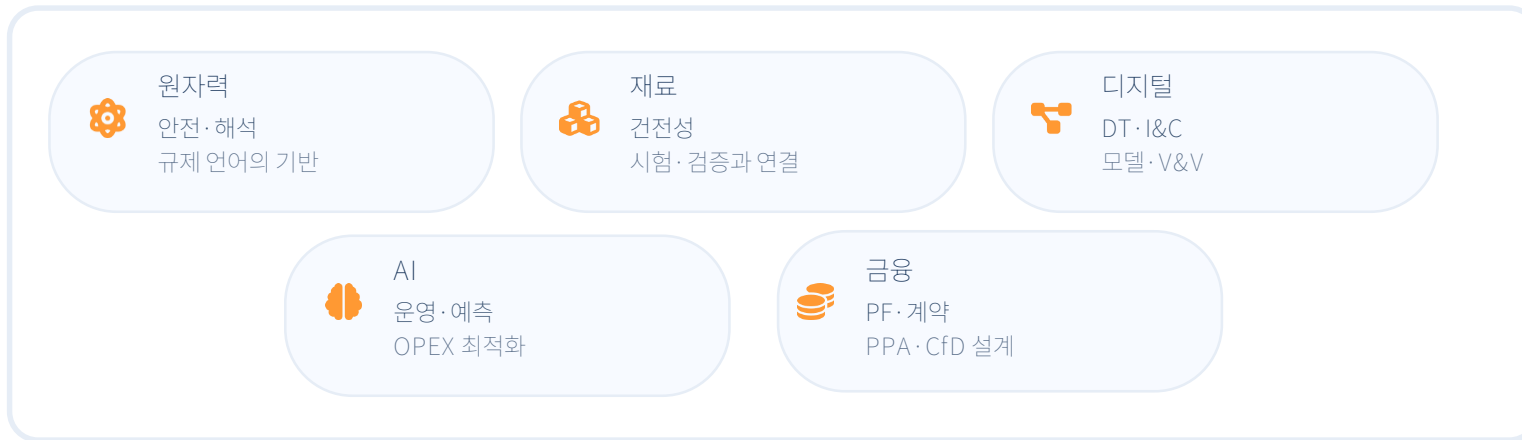 원자력
안전·해석
규제 언어의 기반
재료
건전성
시험·검증과 연결
디지털
DT·I&C
모델·V&V
AI
운영·예측
OPEX 최적화
금융
PF·계약
PPA·CfD 설계